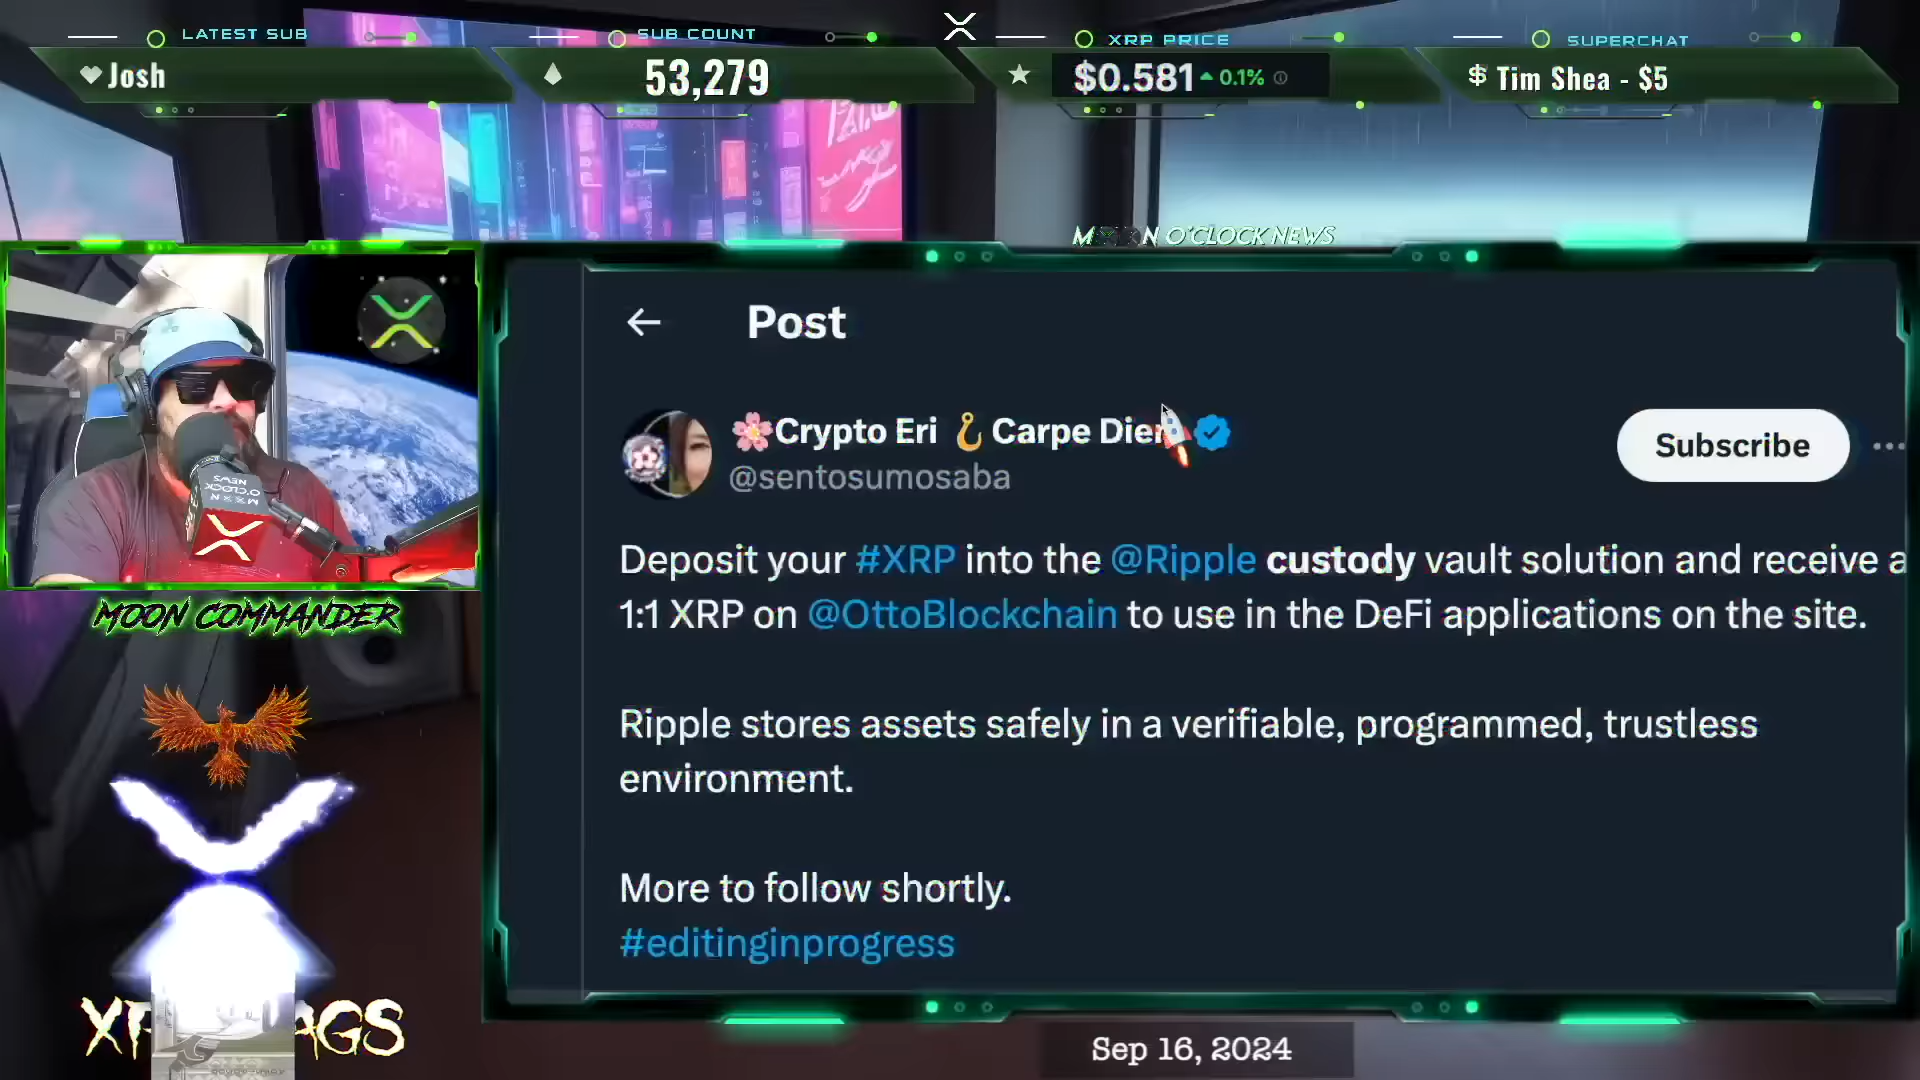 LATEST SUB
Josh
SUB COUNT
53,279
XRP PRICE
$0.581 0.1%
SUPERCHAT
$ Tim Shea - $5
O'CLOCK NEWS
Post
Crypto Eri Carpe
@sentosumosaba
Subscribe
Deposit your #XRP into the @Ripple custody vault solution and receive a
1:1 XRP on @OttoBlockchain to use in the DeFi applications on the site.
Ripple stores assets safely in a verifiable, programmed, trustless
environment.
More to follow shortly.
#editinginprogress
MOON COMMANDER
Sep 16, 2024